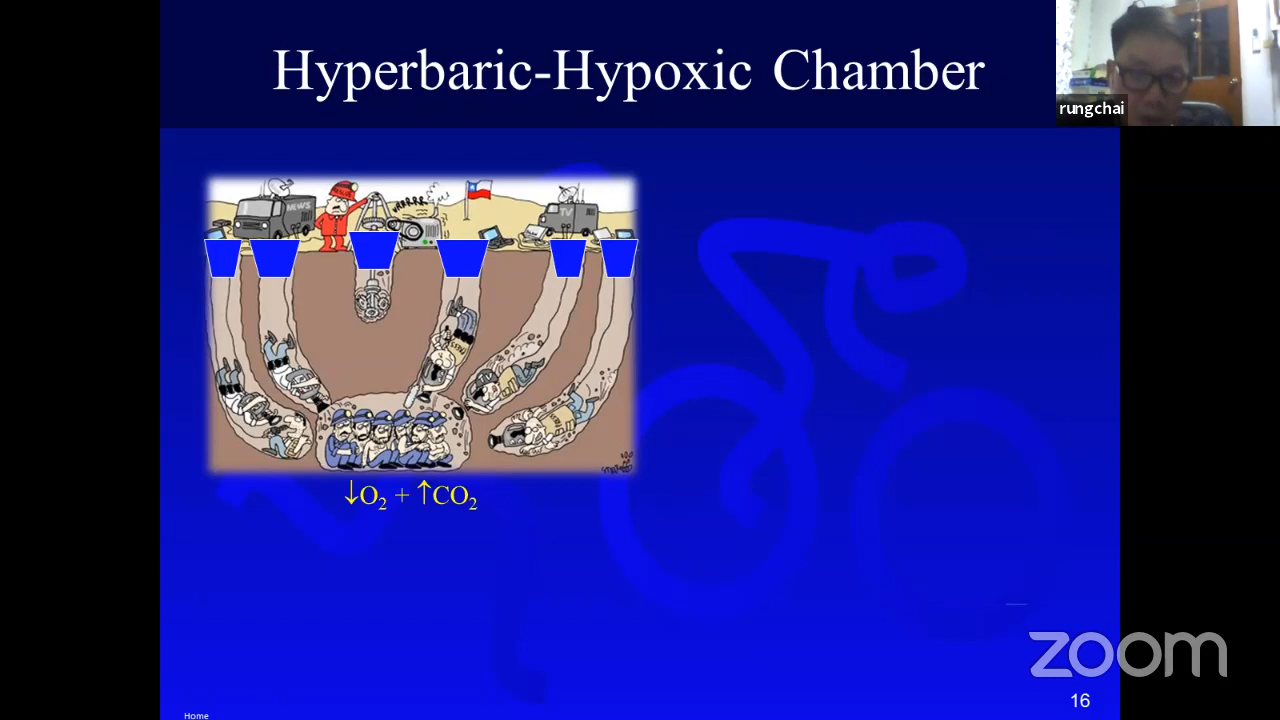 Hyperbaric-Hypoxic Chamber
rungchai
NEWS
TV
↓O₂ + ↑CO₂
zoom
16
Home